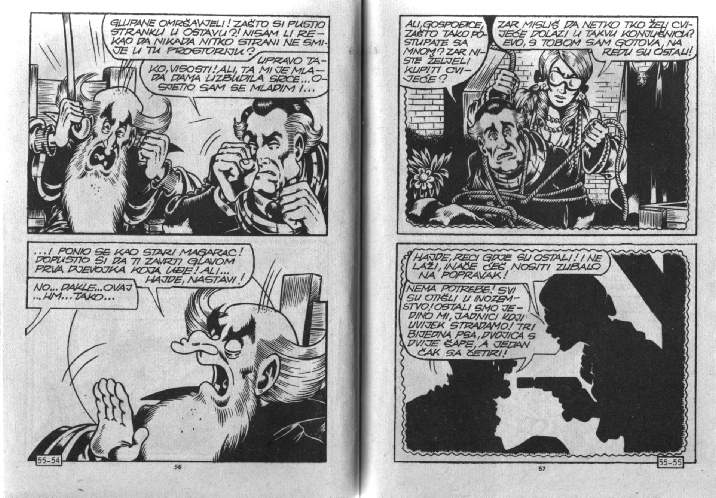 GLUPANE OMRŠAVJELI! ZAŠTO SI PUSTIO
STRANKU U OSTAVU?! NISAM LI RE-
KAO DA NIKADA NITKO STRANI NE SMI-
JE U TU PROSTORIJU?
UPRAVO TA-
KO, VISOSTI! ALI, TA MI JE MLA-
DA DAMA UZBUDILA SRCE... O-
SJETIO SAM SE MLAĐIM I...
...I PONIO SE KAO STARI MAGARAC!
DOPUSTIO SI DA TI ZAVRTI GLAVOM
PRVA DJEVOJKA KOJA UĐE! ALI...
HAJDE, NASTAVI!
NO... DAKLE... OVAJ
...HM... TAKO...
55-54
56
ALI, GOSPOĐICE,
ZAŠTO TAKO PO-
STUPATE SA
MNOM? ZAR NI-
STE ŽELJELI
KUPITI CVI-
JEĆE?
ZAR MISLIŠ DA NETKO TKO ŽELI CVI-
JEĆE DOLAZI U TAKVU KONJUŠNICU?
EVO, S TOBOM SAM GOTOVA, NA
REDU SU OSTALI!
HAJDE, RECI GDJE SU OSTALI! I NE
LAŽI, INAČE ĆEŠ NOSITI ZUBALO
NA POPRAVAK!
NEMA POTREBE! SVI
SU OTIŠLI U INOZEM-
STVO! OSTALI SMO JE-
DINO MI, JADNICI KOJI
UVIJEK STRADAMO! TRI
BIJEDNA PSA, DVOJICA S
DVIJE ŠAPE, A JEDAN
ČAK SA ČETIRI!
57
55-55